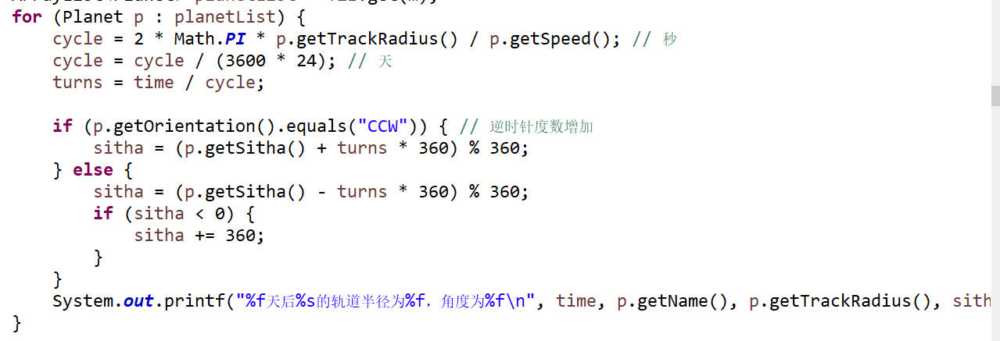 for (Planet p : planetList) {
cycle = 2 * Math.PI * p.getTrackRadius() / p.getSpeed(); // 秒
cycle = cycle / (3600 * 24); // 天
turns = time / cycle;
if (p.getOrientation().equals("CCW")) { // 逆时针度数增加
sitha = (p.getSitha() + turns * 360) % 360;
} else {
sitha = (p.getSitha() - turns * 360) % 360;
if (sitha < 0) {
sitha += 360;
}
}
System.out.printf("%f天后%s的轨道半径为%f，角度为%f\n", time, p.getName(), p.getTrackRadius(), sith
}